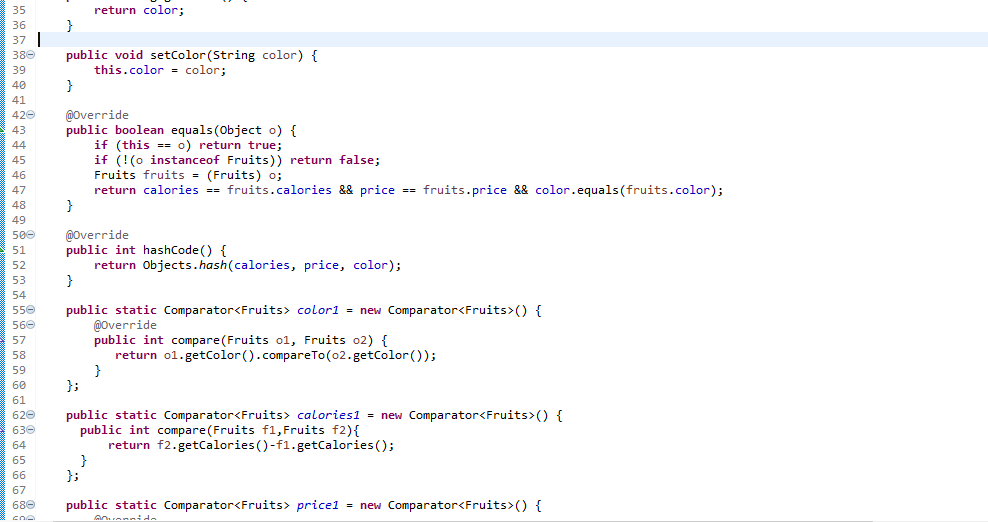 35 return color;
36 }
37
38 public void setColor(String color) {
39 this.color = color;
40 }
41
42 @Override
43 public boolean equals(Object o) {
44 if (this == o) return true;
45 if (!(o instanceof Fruits)) return false;
46 Fruits fruits = (Fruits) o;
47 return calories == fruits.calories && price == fruits.price && color.equals(fruits.color);
48 }
49
50 @Override
51 public int hashCode() {
52 return Objects.hash(calories, price, color);
53 }
54
55 public static Comparator<Fruits> color1 = new Comparator<Fruits>() {
56 @Override
57 public int compare(Fruits o1, Fruits o2) {
58 return o1.getColor().compareTo(o2.getColor());
59 }
60 };
61
62 public static Comparator<Fruits> calories1 = new Comparator<Fruits>() {
63 public int compare(Fruits f1,Fruits f2){
64 return f2.getCalories()-f1.getCalories();
65 }
66 };
67
68 public static Comparator<Fruits> price1 = new Comparator<Fruits>() {
69 @Override